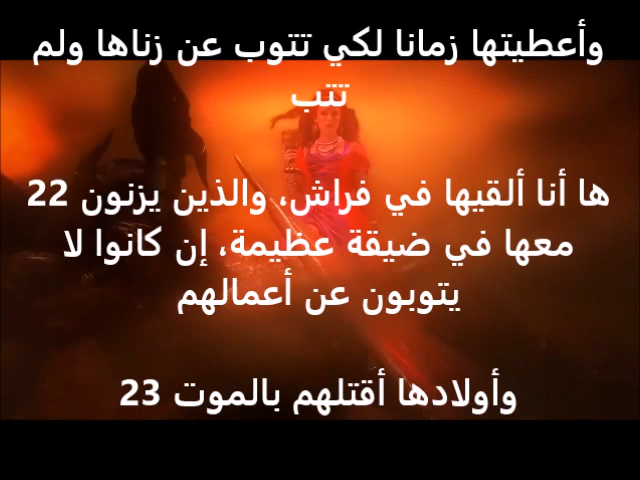 وأعطيتها زمانا لكي تتوب عن زناها ولم
تتب
ها أنا ألقيها في فراش، والذين يزنون 22
معها في ضيقة عظيمة، إن كانوا لا
يتوبون عن أعمالهم
وأولادها أقتلهم بالموت 23